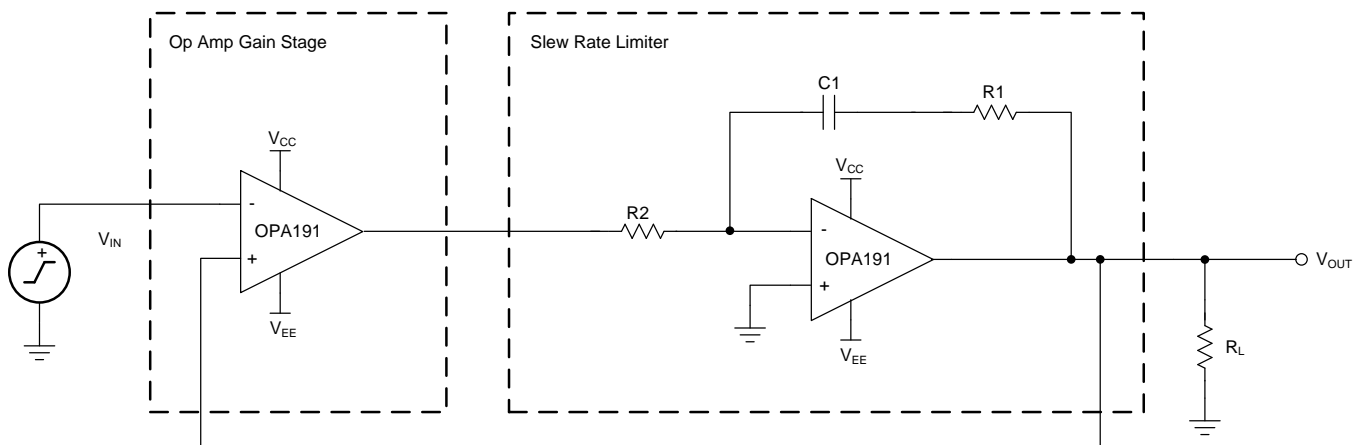 Op Amp Gain Stage
Slew Rate Limiter
C1
R1
VCC
VCC
R2
-
OPA191
+
VIN
+
VEE
-
OPA191
+
VEE
VOUT
RL